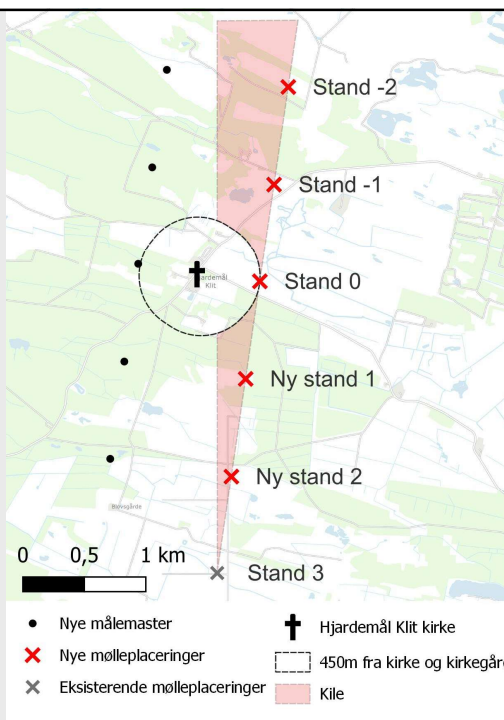 Stand -2
Stand -1
Hjardemål
Klit
Stand 0
Ny stand 1
Ny stand 2
Stand 3
0 0,5 1 km
Nye målemaster
Hjardemål Klit kirke
Nye mølleplaceringer
450m fra kirke og kirkegård
Eksisterende mølleplaceringer
Kile